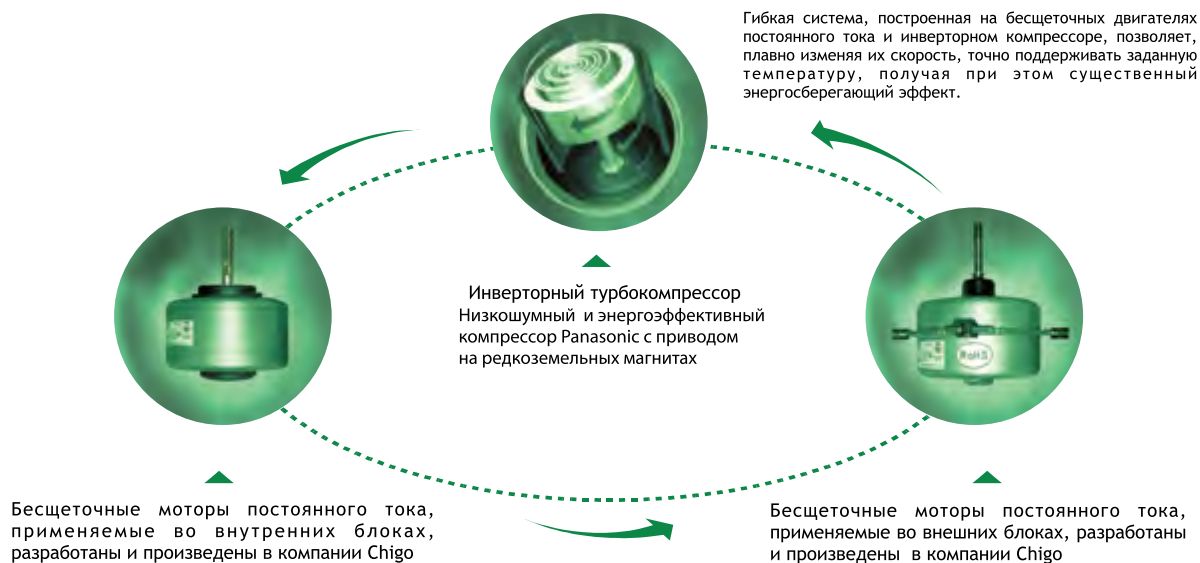 Гибкая система, построенная на бесщеточных двигателях
постоянного тока и инверторном компрессоре, позволяет,
плавно изменяя их скорость, точно поддерживать заданную
температуру, получая при этом существенный
энергосберегающий эффект.
Инверторный турбокомпрессор
Низкошумный и энергоэффективный
компрессор Panasonic с приводом
на редкоземельных магнитах
RoHS
Бесщеточные моторы постоянного тока,
применяемые во внутренних блоках,
разработаны и произведены в компании Chigo
Бесщеточные моторы постоянного тока,
применяемые во внешних блоках, разработаны
и произведены в компании Chigo